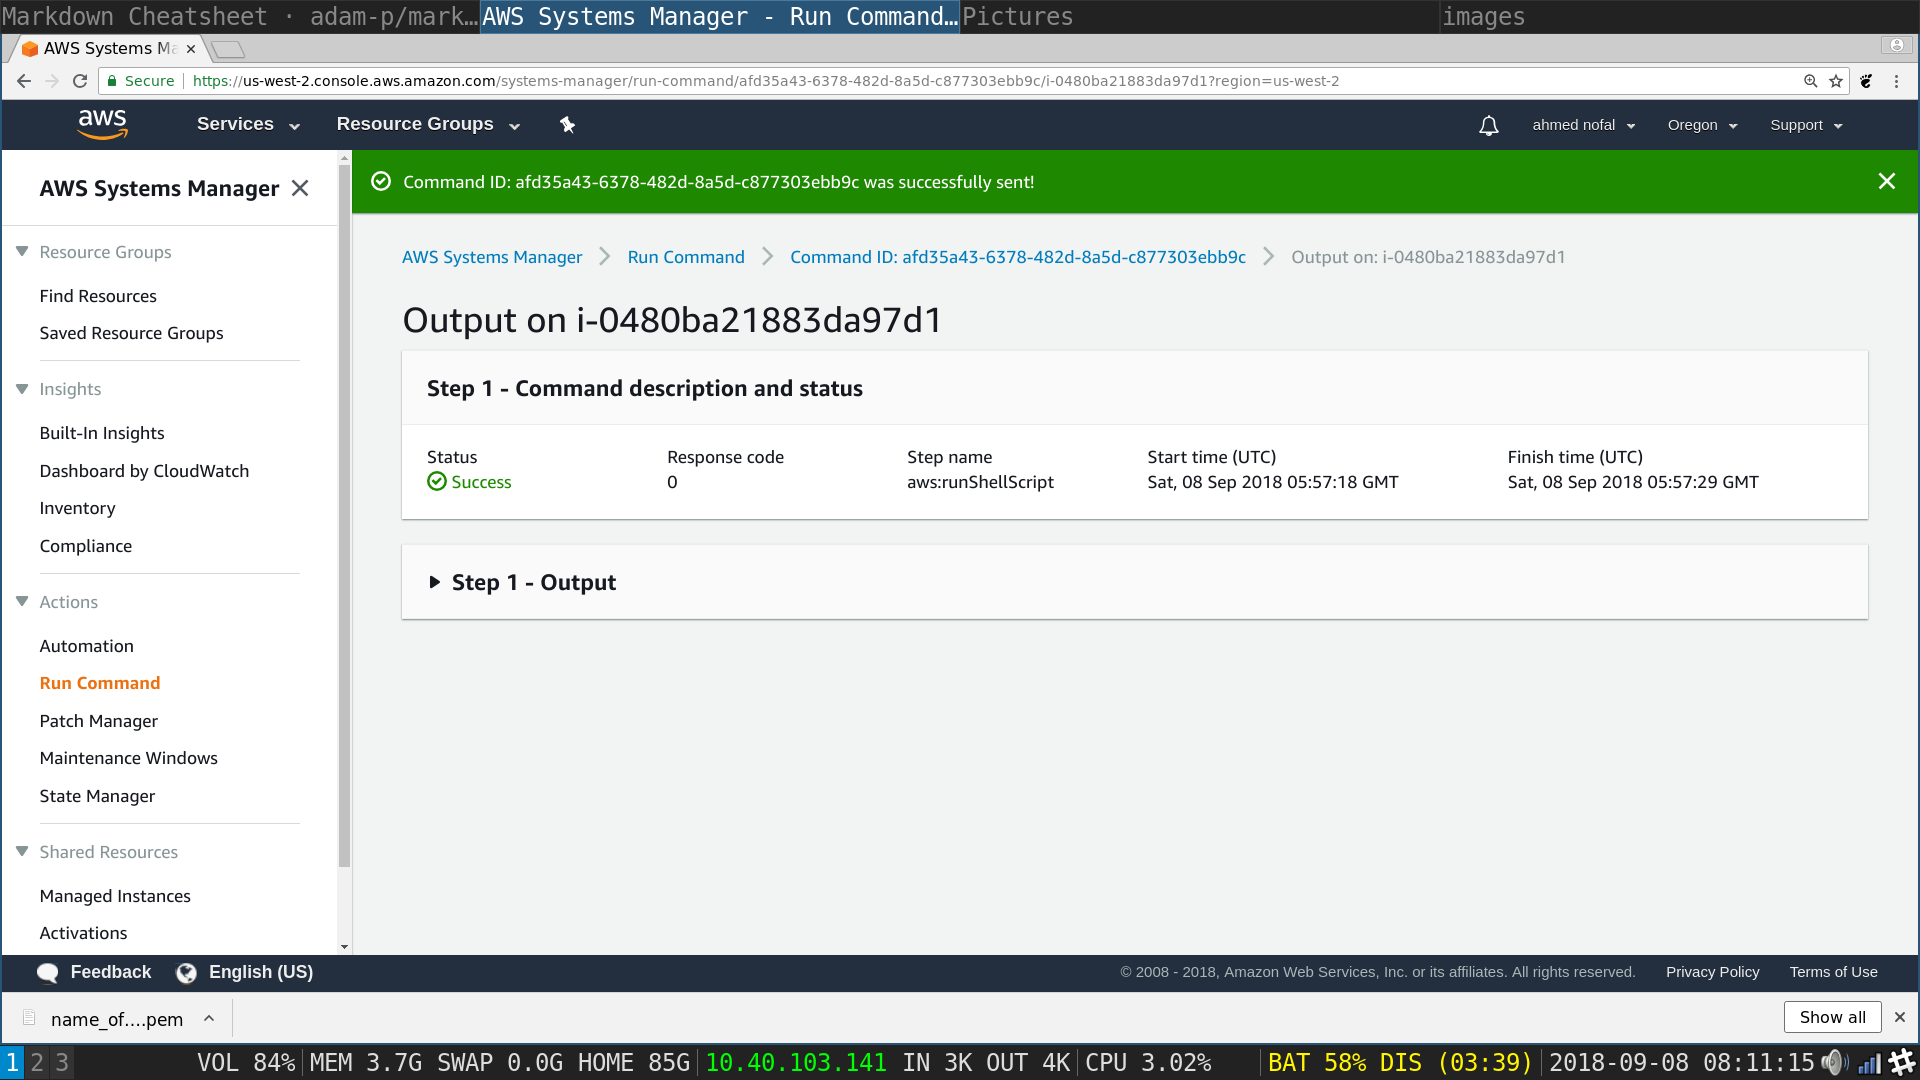 Markdown Cheatsheet · adam-p/mark… AWS Systems Manager - Run Command… Pictures images
AWS Systems Ma
Secure https://us-west-2.console.aws.amazon.com/systems-manager/run-command/afd35a43-6378-482d-8a5d-c877303ebb9c/i-0480ba21883da97d1?region=us-west-2
aws Services Resource Groups ahmed nofal Oregon Support
AWS Systems Manager
Resource Groups
Find Resources
Saved Resource Groups
Insights
Built-In Insights
Dashboard by CloudWatch
Inventory
Compliance
Actions
Automation
Run Command
Patch Manager
Maintenance Windows
State Manager
Shared Resources
Managed Instances
Activations
Command ID: afd35a43-6378-482d-8a5d-c877303ebb9c was successfully sent!
AWS Systems Manager Run Command Command ID: afd35a43-6378-482d-8a5d-c877303ebb9c Output on: i-0480ba21883da97d1
Output on i-0480ba21883da97d1
Step 1 - Command description and status
Status Response code Step name Start time (UTC) Finish time (UTC)
Success 0 aws:runShellScript Sat, 08 Sep 2018 05:57:18 GMT Sat, 08 Sep 2018 05:57:29 GMT
Step 1 - Output
Feedback English (US) © 2008 - 2018, Amazon Web Services, Inc. or its affiliates. All rights reserved. Privacy Policy Terms of Use
name_of....pem Show all
1 2 3 VOL 84% MEM 3.7G SWAP 0.0G HOME 85G 10.40.103.141 IN 3K OUT 4K CPU 3.02% BAT 58% DIS (03:39) 2018-09-08 08:11:15